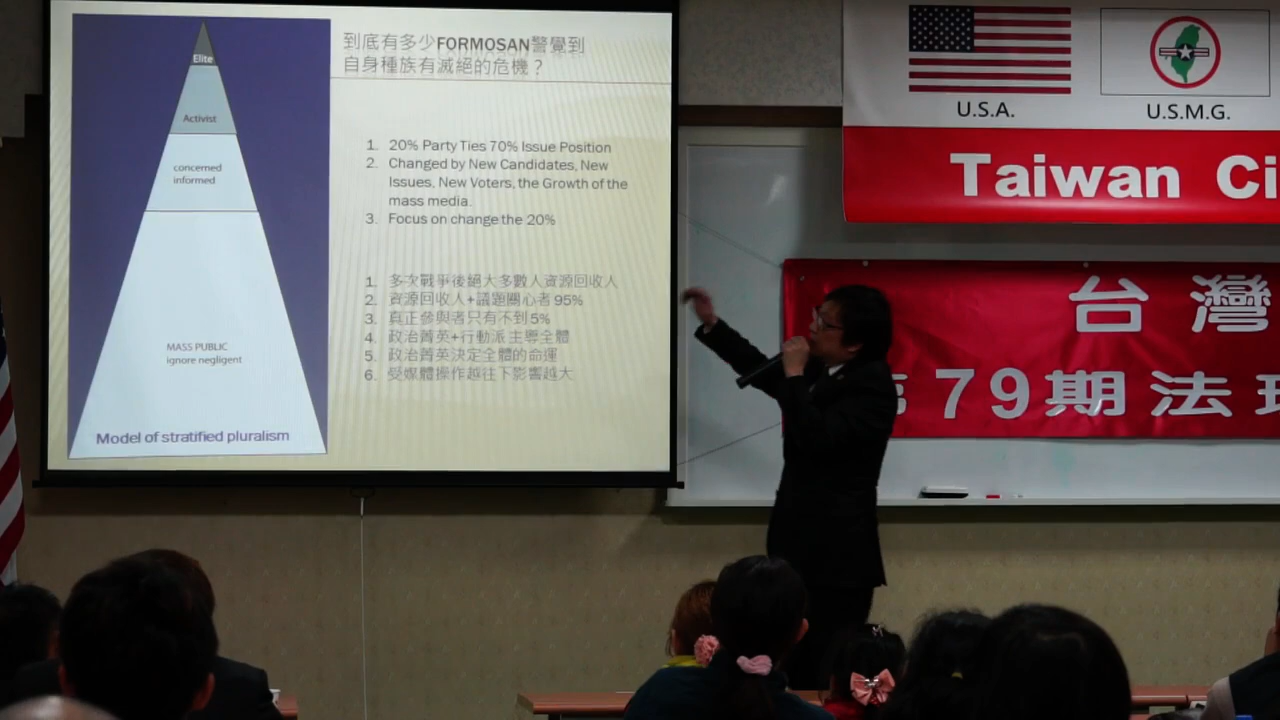 Elite
Activist
concerned
informed
MASS PUBLIC
ignore negligent
Model of stratified pluralism
到底有多少FORMOSAN警覺到
自身種族有滅絕的危機？
1. 20% Party Ties 70% Issue Position
2. Changed by New Candidates, New
Issues, New Voters, the Growth of the
mass media.
3. Focus on change the 20%
1. 多次戰爭後絕大多數人資源回收人
2. 資源回收人+議題關心者 95%
3. 真正參與者只有不到 5%
4. 政治菁英+行動派 主導全體
5. 政治菁英決定全體的命運
6. 受媒體操作越往下影響越大
U.S.A.
U.S.M.G.
Taiwan Ci
台灣
79期法